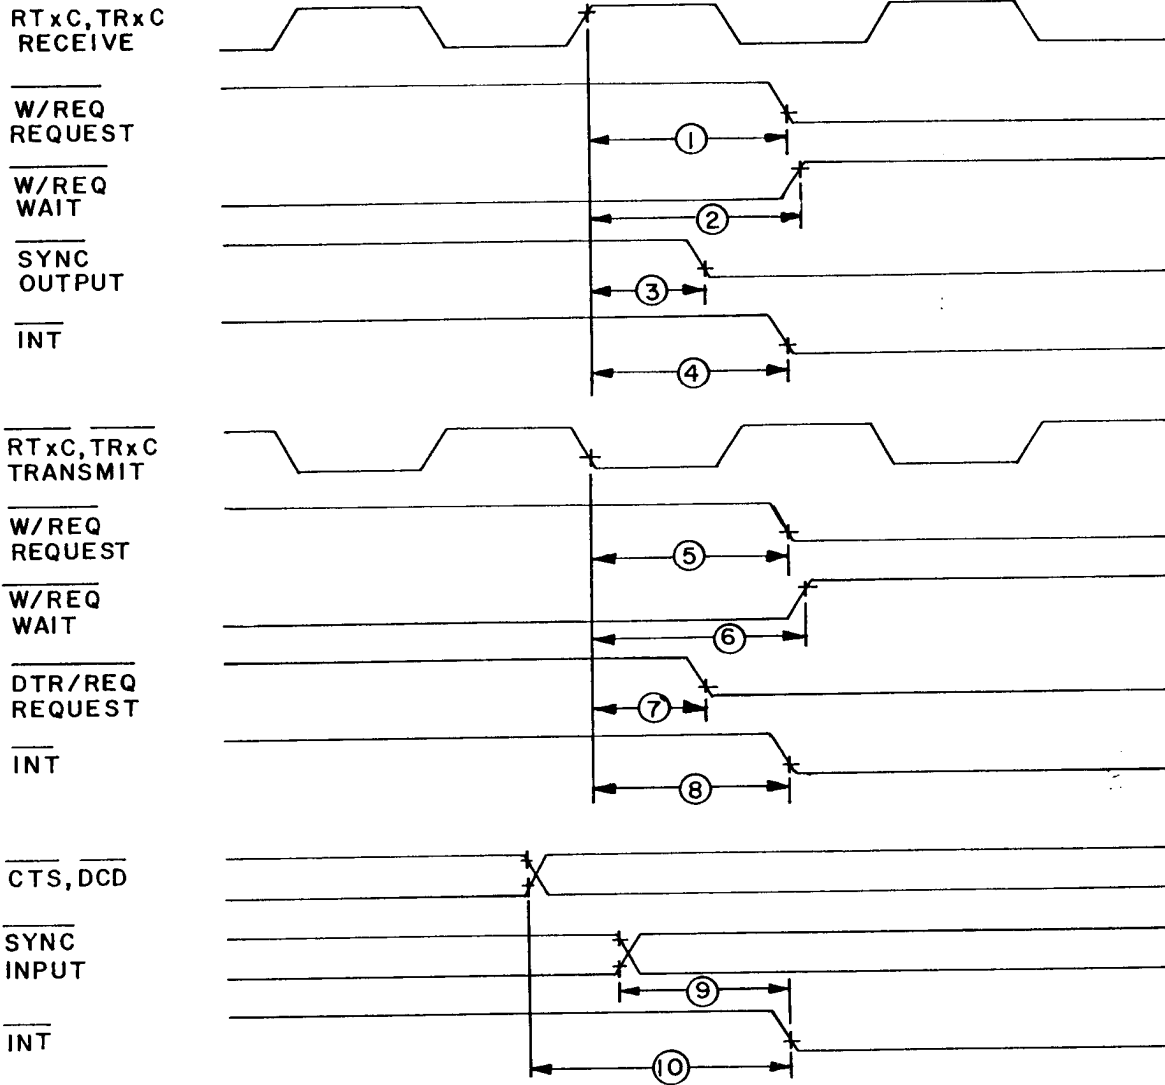 RTxC, TRxC
RECEIVE
W/REQ
REQUEST
1
W/REQ
WAIT
2
SYNC
OUTPUT
3
INT
4
RTxC, TRxC
TRANSMIT
W/REQ
REQUEST
5
W/REQ
WAIT
6
DTR/REQ
REQUEST
7
INT
8
CTS, DCD
SYNC
INPUT
9
INT
10